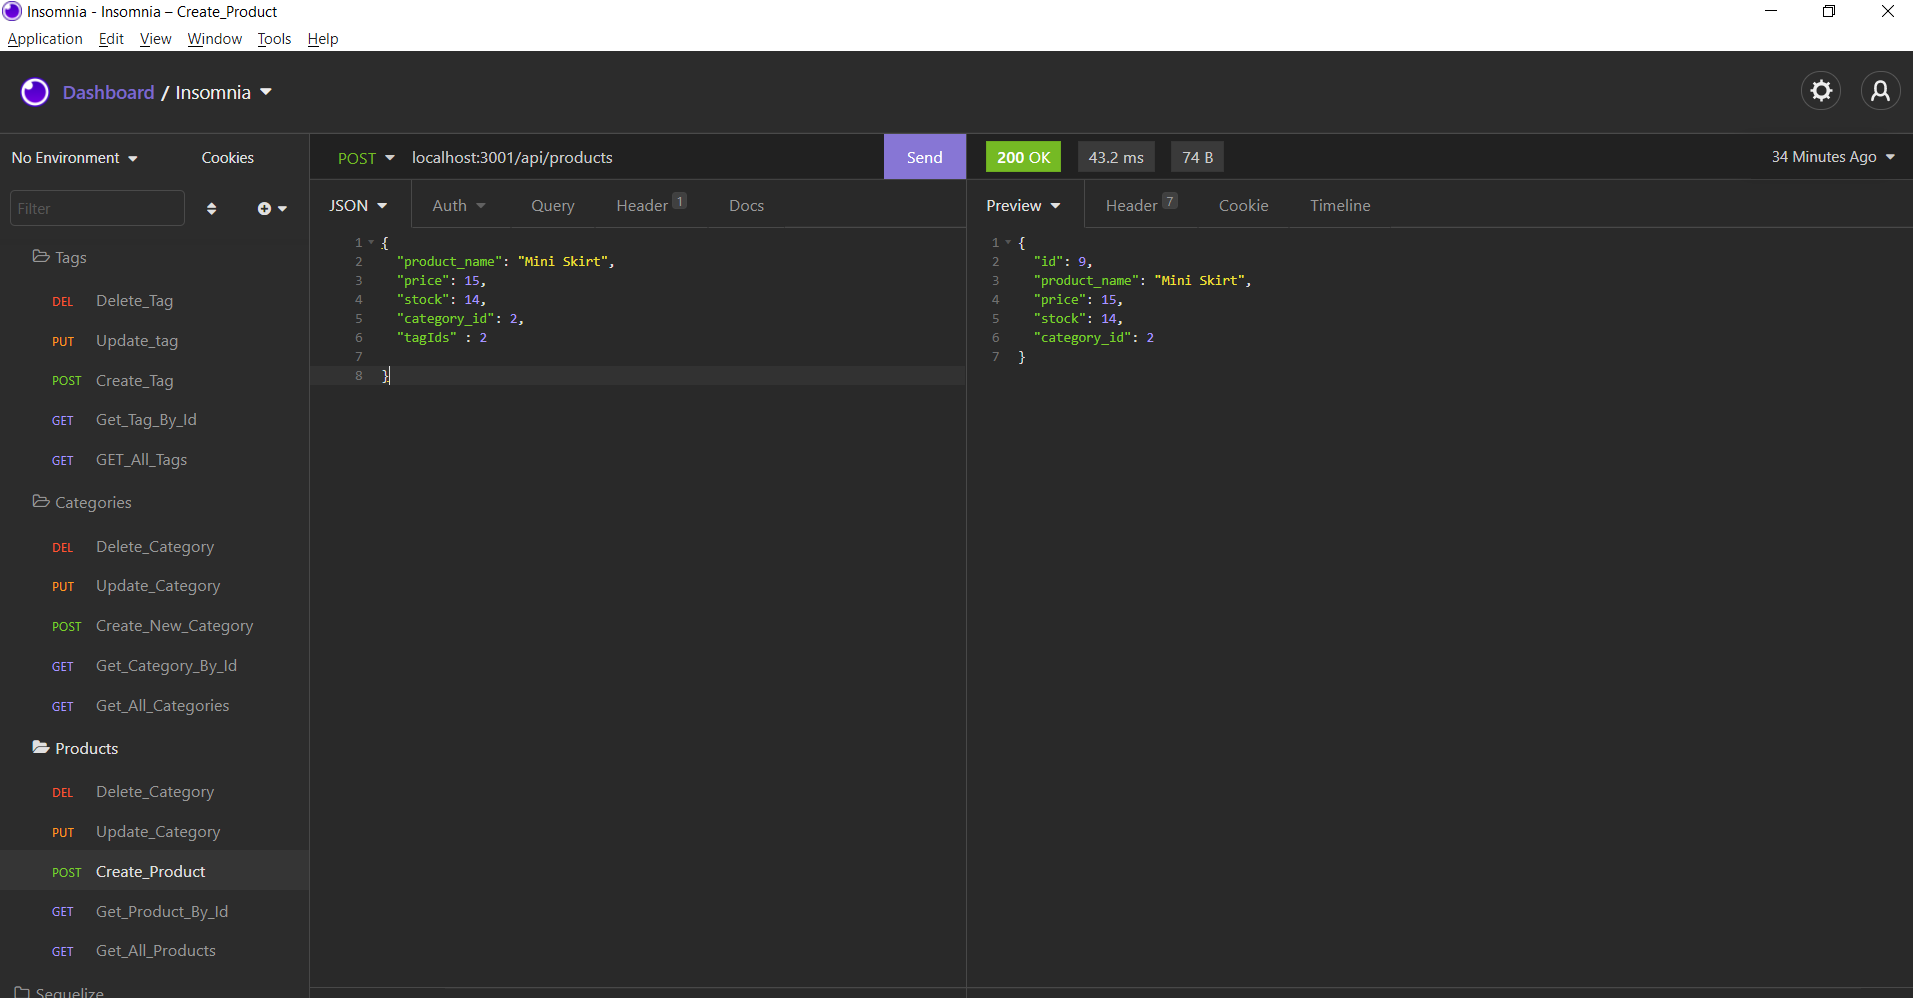 Insomnia - Insomnia – Create_Product
Application Edit View Window Tools Help
Dashboard / Insomnia
No Environment Cookies
Filter
Tags
DEL Delete_Tag
PUT Update_tag
POST Create_Tag
GET Get_Tag_By_Id
GET GET_All_Tags
Categories
DEL Delete_Category
PUT Update_Category
POST Create_New_Category
GET Get_Category_By_Id
GET Get_All_Categories
Products
DEL Delete_Category
PUT Update_Category
POST Create_Product
GET Get_Product_By_Id
GET Get_All_Products
Sequelize
POST localhost:3001/api/products Send
JSON Auth Query Header 1 Docs
1 {
2 "product_name": "Mini Skirt",
3 "price": 15,
4 "stock": 14,
5 "category_id": 2,
6 "tagIds" : 2
7
8 }
200 OK 43.2 ms 74 B 34 Minutes Ago
Preview Header 7 Cookie Timeline
1 {
2 "id": 9,
3 "product_name": "Mini Skirt",
4 "price": 15,
5 "stock": 14,
6 "category_id": 2
7 }